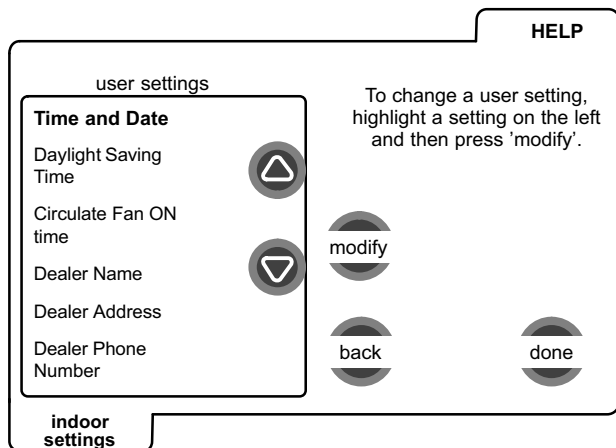 HELP
user settings
Time and Date
Daylight Saving
Time
Circulate Fan ON
time
Dealer Name
Dealer Address
Dealer Phone
Number
To change a user setting,
highlight a setting on the left
and then press ’modify’.
modify
back
done
indoor
settings